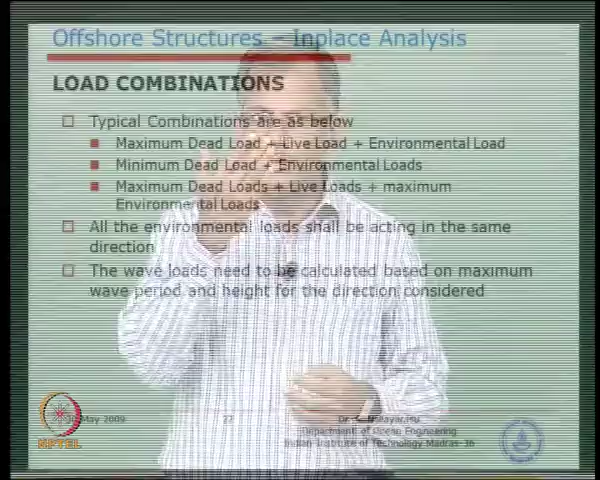 Offshore Structures – Inplace Analysis
LOAD COMBINATIONS
Typical Combinations are as below
Maximum Dead Load + Live Load + Environmental Load
Minimum Dead Load + Environmental Loads
Maximum Dead Loads + Live Loads + maximum
Environmental Loads
All the environmental loads shall be acting in the same
direction
The wave loads need to be calculated based on maximum
wave period and height for the direction considered
May 2009
27
Dr.
Department of Ocean Engineering
Indian Institute of Technology Madras-36
NPTEL